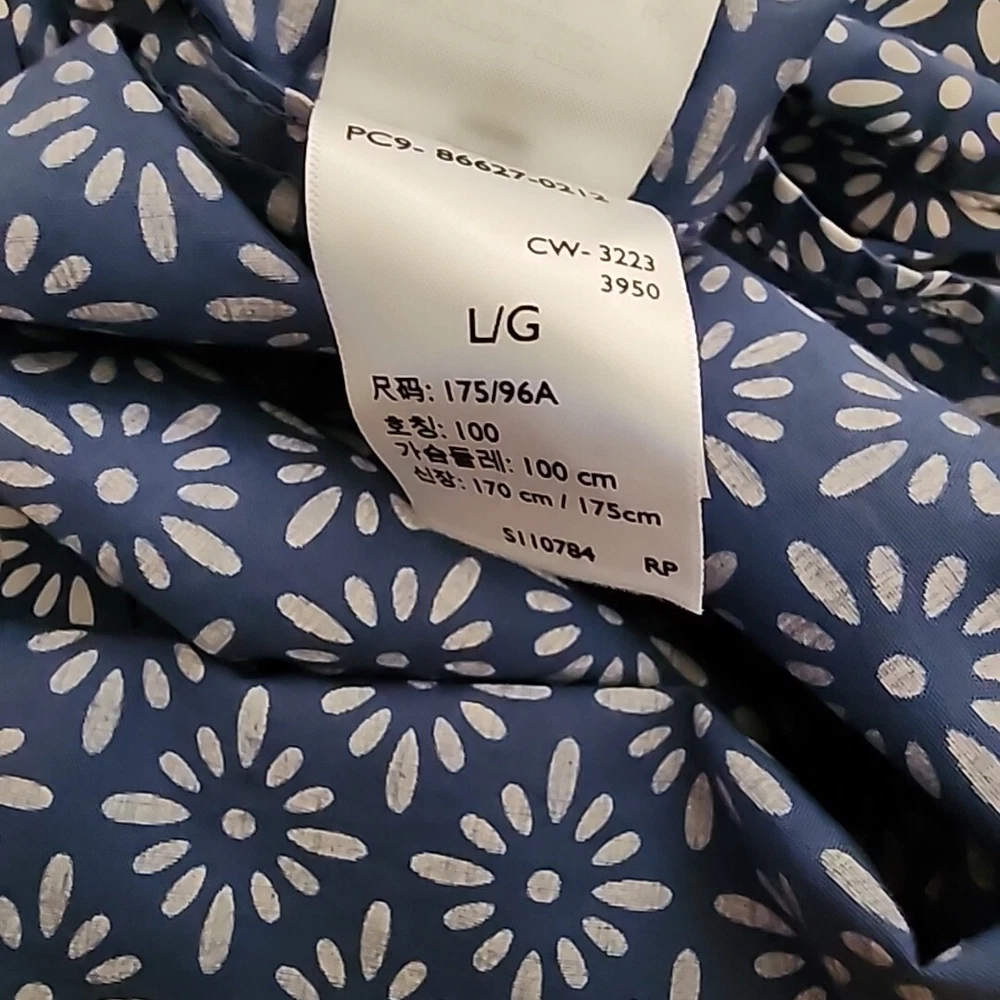 PC9- 86627-0212
CW- 3223
3950
L/G
尺码: 175/96A
호칭: 100
가슴둘레: 100 cm
신장: 170 cm / 175cm
S110784 RP